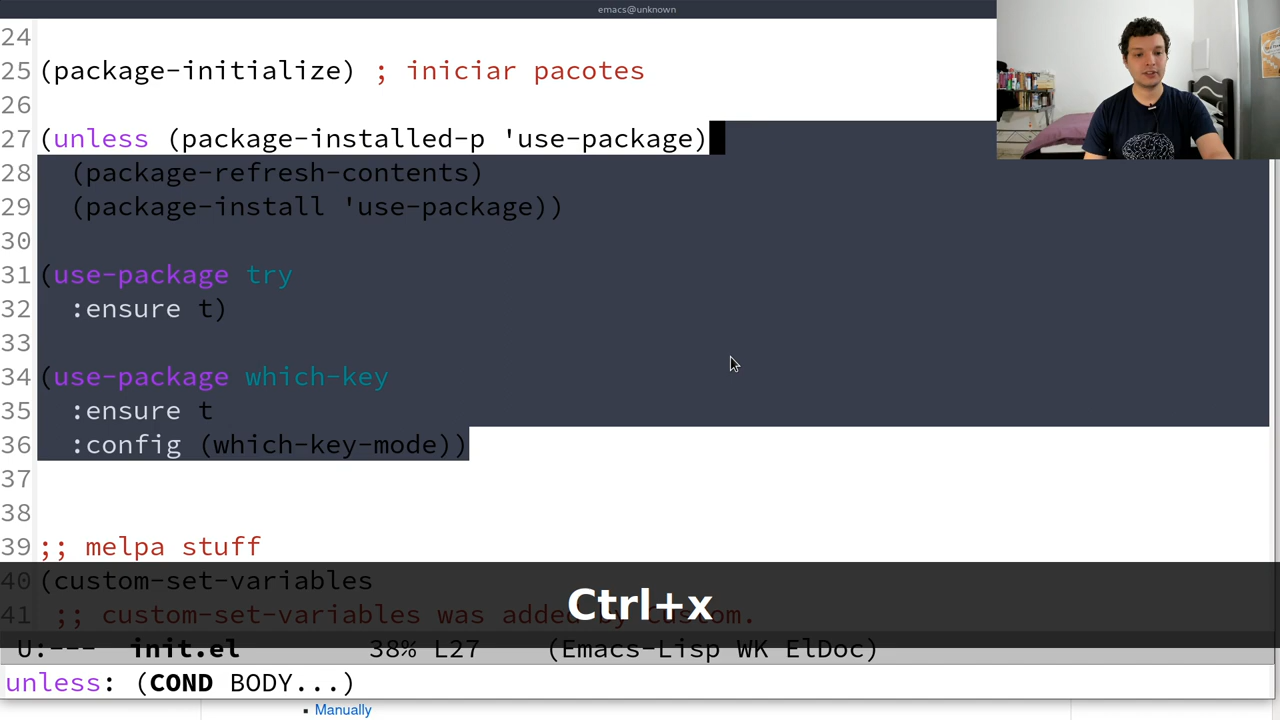 emacs@unknown
24
25 (package-initialize) ; iniciar pacotes
26
27 (unless (package-installed-p 'use-package)
28   (package-refresh-contents)
29   (package-install 'use-package))
30
31 (use-package try
32   :ensure t)
33
34 (use-package which-key
35   :ensure t
36   :config (which-key-mode))
37
38
39 ;; melpa stuff
40 (custom-set-variables
41  ;; custom-set-variables was added by Custom.
Ctrl+x
U:--- init.el 38% L27 (Emacs-Lisp WK ElDoc)
unless: (COND BODY...)
▪ Manually